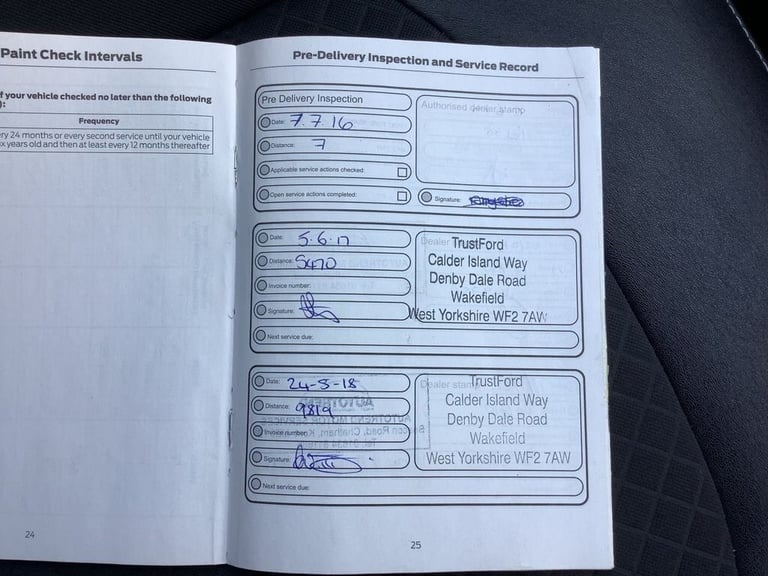 Paint Check Intervals
f your vehicle checked no later than the following
):
Frequency
ry 24 months or every second service until your vehicle
x years old and then at least every 12 months thereafter
24
Pre-Delivery Inspection and Service Record
Pre Delivery Inspection
Date: 7.7.16
Distance: 7
Applicable service actions checked:
Open service actions completed:
Authorised dealer stamp
Signature:
Date: 5.6.17
Distance: 5470
Invoice number:
Signature:
Next service due:
Dealer TrustFord
Calder Island Way
Denby Dale Road
Wakefield
West Yorkshire WF2 7AW
Date: 24-5-18
Distance: 9819
Invoice number:
Signature:
Next service due:
Dealer stamp TrustFord
Calder Island Way
Denby Dale Road
Wakefield
West Yorkshire WF2 7AW
25